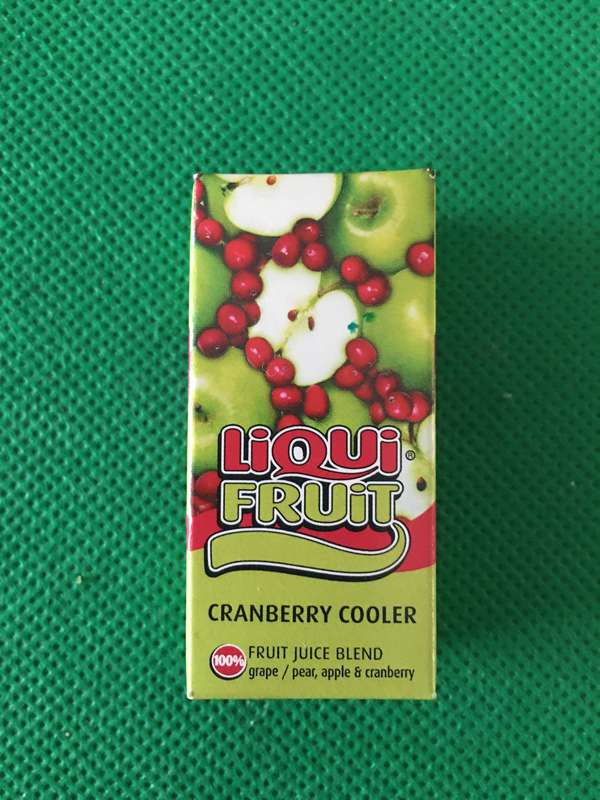 LiQUi®
FRUiT
CRANBERRY COOLER
100% FRUIT JUICE BLEND
grape / pear, apple & cranberry